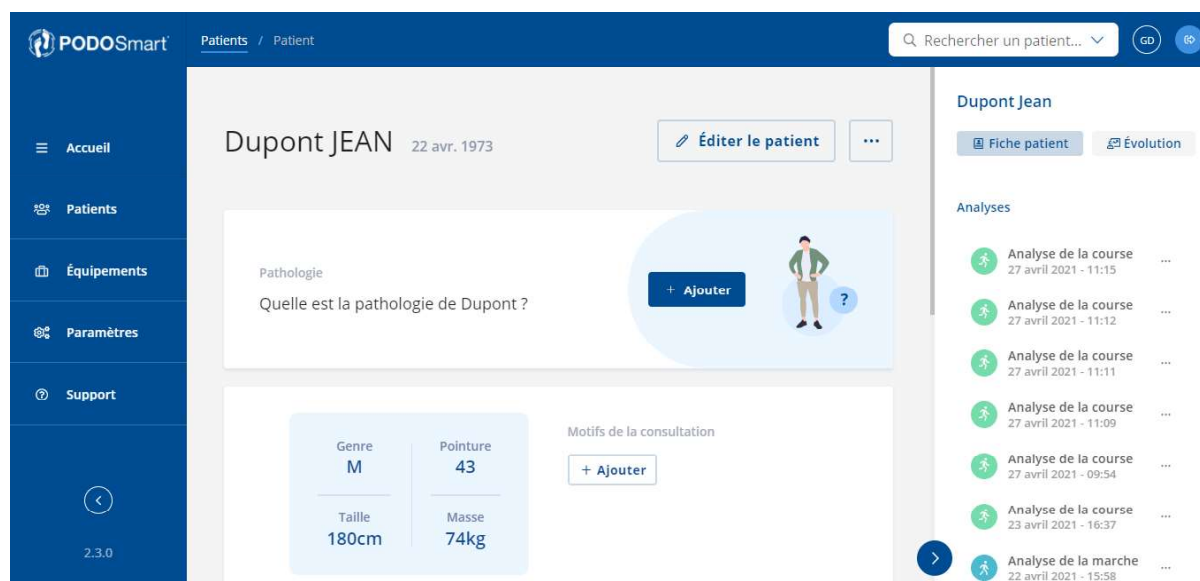 PODOSmart
Patients / Patient
Rechercher un patient...
GD
Accueil
Patients
Équipements
Paramètres
Support
2.3.0
Dupont JEAN 22 avr. 1973
Éditer le patient
...
Pathologie
Quelle est la pathologie de Dupont ?
+ Ajouter
?
Genre
M
Pointure
43
Taille
180cm
Masse
74kg
Motifs de la consultation
+ Ajouter
Dupont Jean
Fiche patient
Évolution
Analyses
Analyse de la course ...
27 avril 2021 - 11:15
Analyse de la course ...
27 avril 2021 - 11:12
Analyse de la course ...
27 avril 2021 - 11:11
Analyse de la course ...
27 avril 2021 - 11:09
Analyse de la course ...
27 avril 2021 - 09:54
Analyse de la course ...
23 avril 2021 - 16:37
Analyse de la marche ...
22 avril 2021 - 15:58